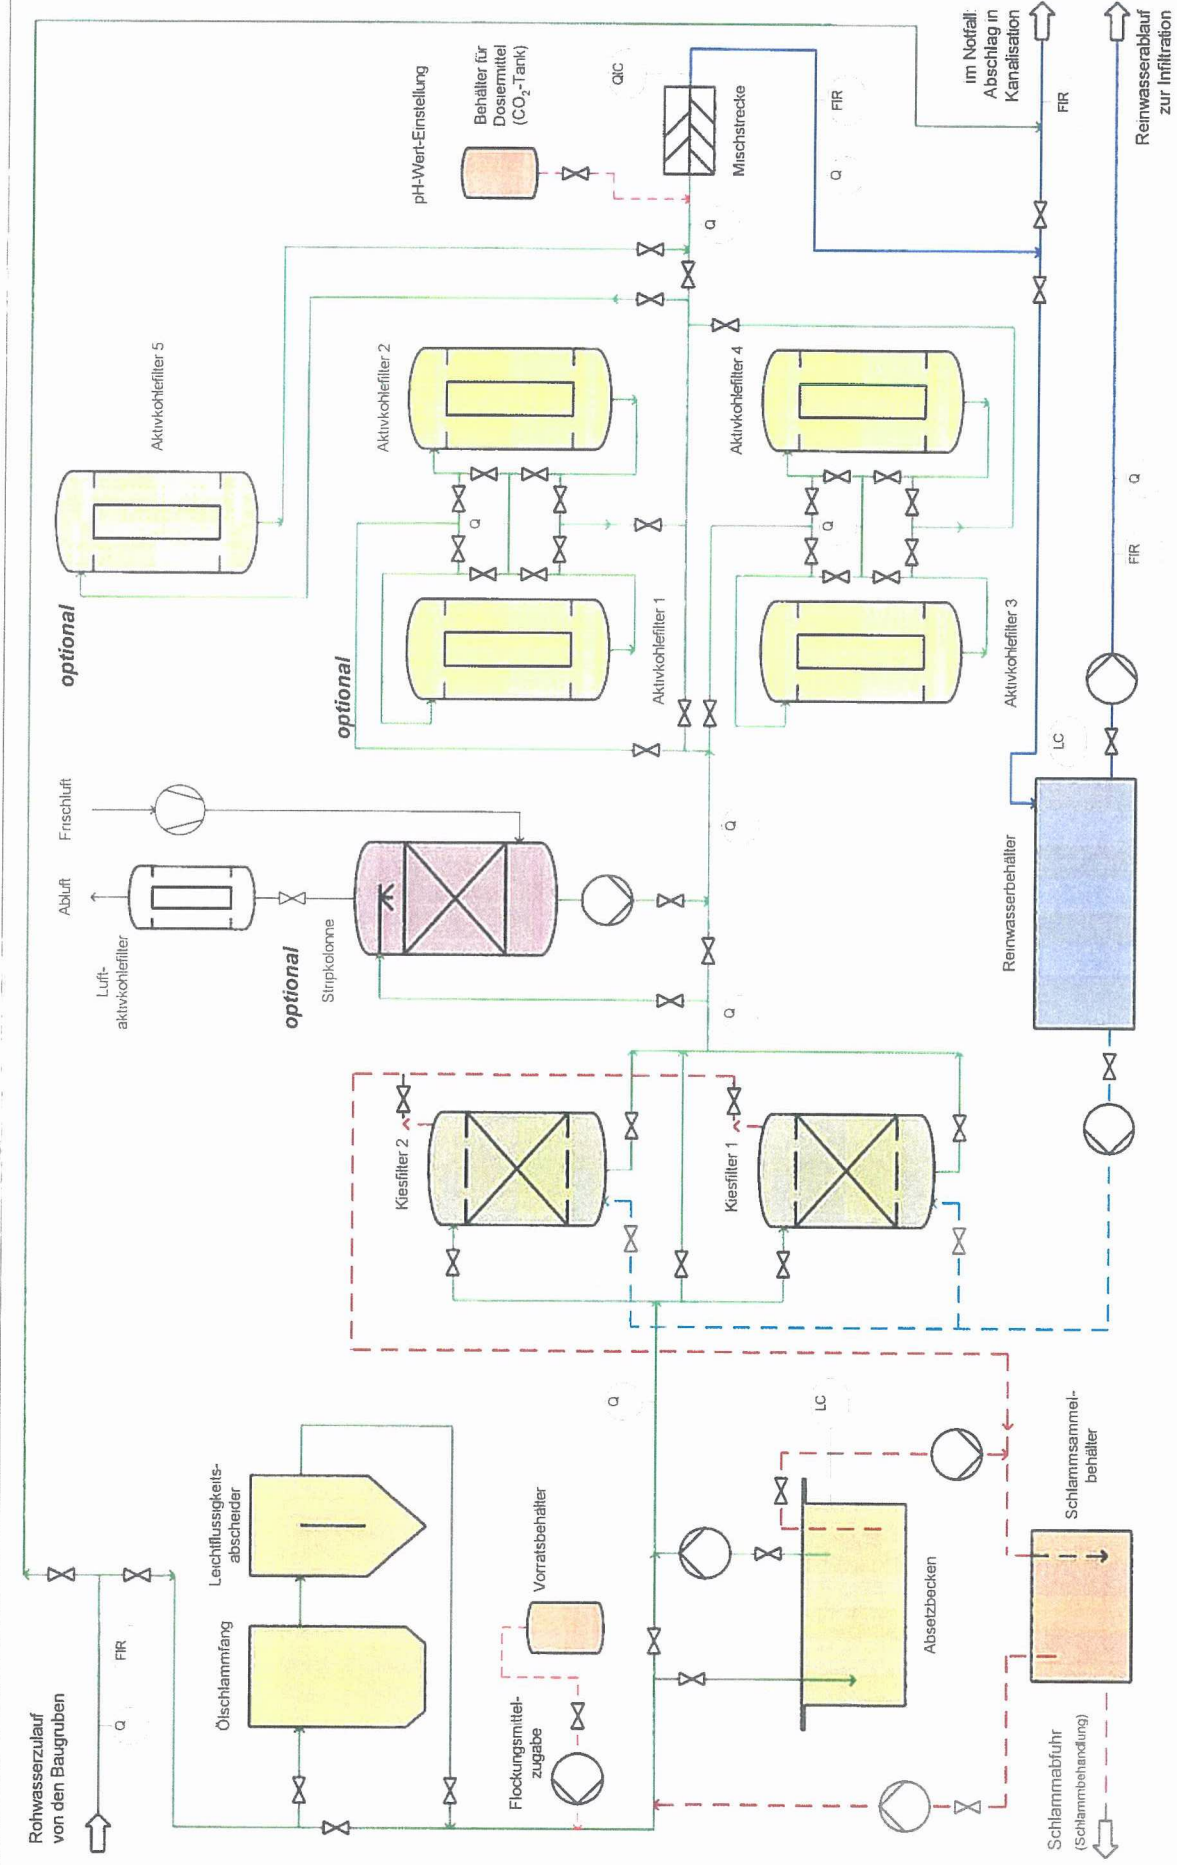 Rohwasserzulauf
von den Baugruben
Q
FIR
Ölschlammfang
Leichtflüssigkeits-
abscheider
Flockungsmittel-
zugabe
Vorratsbehälter
Q
LC
Absetzbecken
Schlammsammel-
behälter
Schlammabfuhr
(Schlammbehandlung)
Kiesfilter 2
Kiesfilter 1
Q
Luft-
aktivkohlefilter
Abluft
Frischluft
optional
Stripkolonne
Q
Reinwasserbehälter
LC
optional
Aktivkohlefilter 5
optional
Aktivkohlefilter 1
Aktivkohlefilter 2
Q
Aktivkohlefilter 3
Aktivkohlefilter 4
Q
pH-Wert-Einstellung
Behälter für
Dosiermittel
(CO₂-Tank)
Q
QIC
Mischstrecke
FIR
Q
im Notfall:
Abschlag in
Kanalisation
FIR
FIR
Q
Reinwasserablauf
zur Infiltration